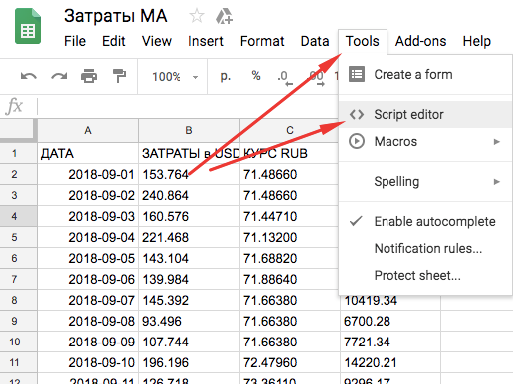 Затраты МА
File Edit View Insert Format Data Tools Add-ons Help
100% р. % .0 .00
Create a form
Script editor
Macros
Spelling
Enable autocomplete
Notification rules...
Protect sheet...
fx
A B C
1 ДАТА ЗАТРАТЫ в USD КУРС RUB
2 2018-09-01 153.764 71.48660
3 2018-09-02 240.864 71.48660
4 2018-09-03 160.576 71.44710
5 2018-09-04 221.468 71.13200
6 2018-09-05 143.104 71.68820
7 2018-09-06 139.984 71.88640
8 2018-09-07 145.392 71.66380 10419.34
9 2018-09-08 93.496 71.66380 6700.28
10 2018-09-09 107.744 71.66380 7721.34
11 2018-09-10 196.196 72.47960 14220.21
12 2018-09-11 126.718 73.36110 9296.17